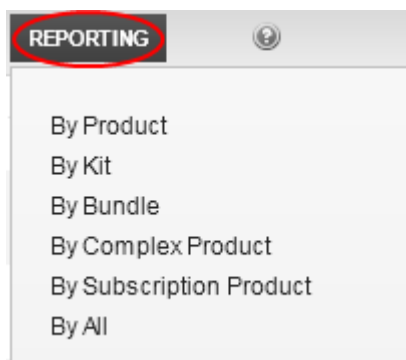 REPORTING
By Product
By Kit
By Bundle
By Complex Product
By Subscription Product
By All